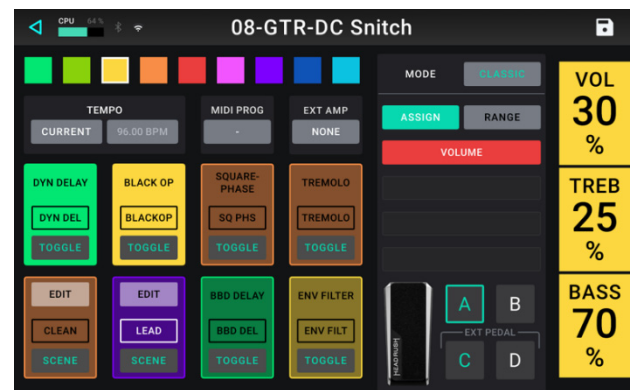 CPU 64 %
08-GTR-DC Snitch
TEMPO
CURRENT 96.00 BPM
MIDI PROG
-
EXT AMP
NONE
MODE CLASSIC
ASSIGN RANGE
VOLUME
DYN DELAY
DYN DEL
TOGGLE
BLACK OP
BLACKOP
TOGGLE
SQUARE-
PHASE
SQ PHS
TOGGLE
TREMOLO
TREMOLO
TOGGLE
EDIT
CLEAN
SCENE
EDIT
LEAD
SCENE
BBD DELAY
BBD DEL
TOGGLE
ENV FILTER
ENV FILT
TOGGLE
HEADRUSH
A B
EXT PEDAL
C D
VOL
30
%
TREB
25
%
BASS
70
%